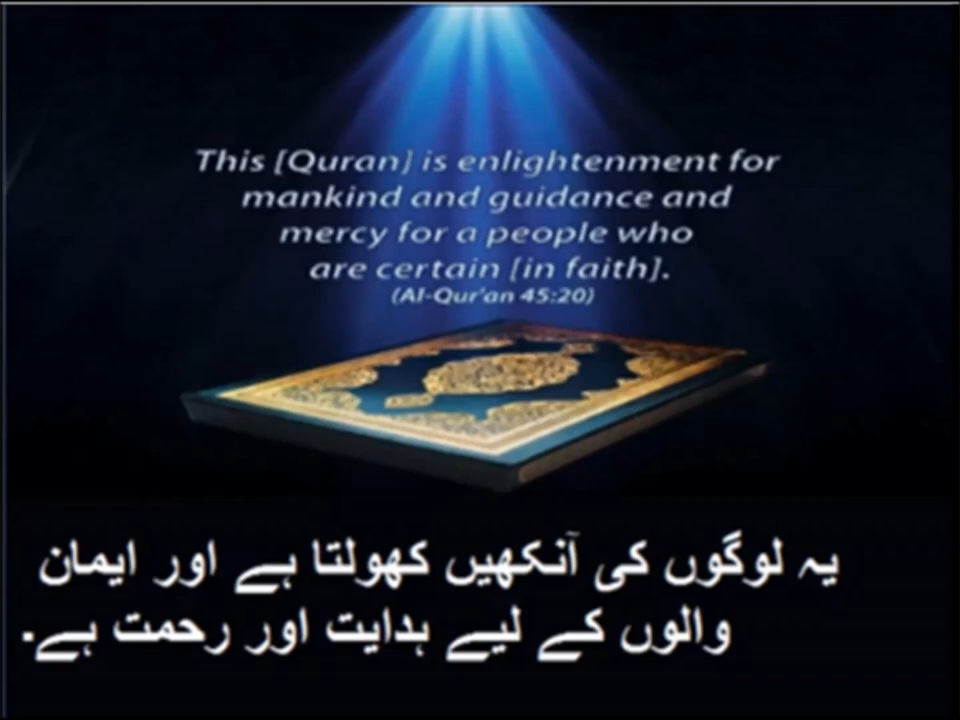 This [Quran] is enlightenment for
mankind and guidance and
mercy for a people who
are certain [in faith].
(Al-Qur'an 45:20)
یہ لوگوں کی آنکھیں کھولتا ہے اور ایمان
والوں کے لیے ہدایت اور رحمت ہے۔